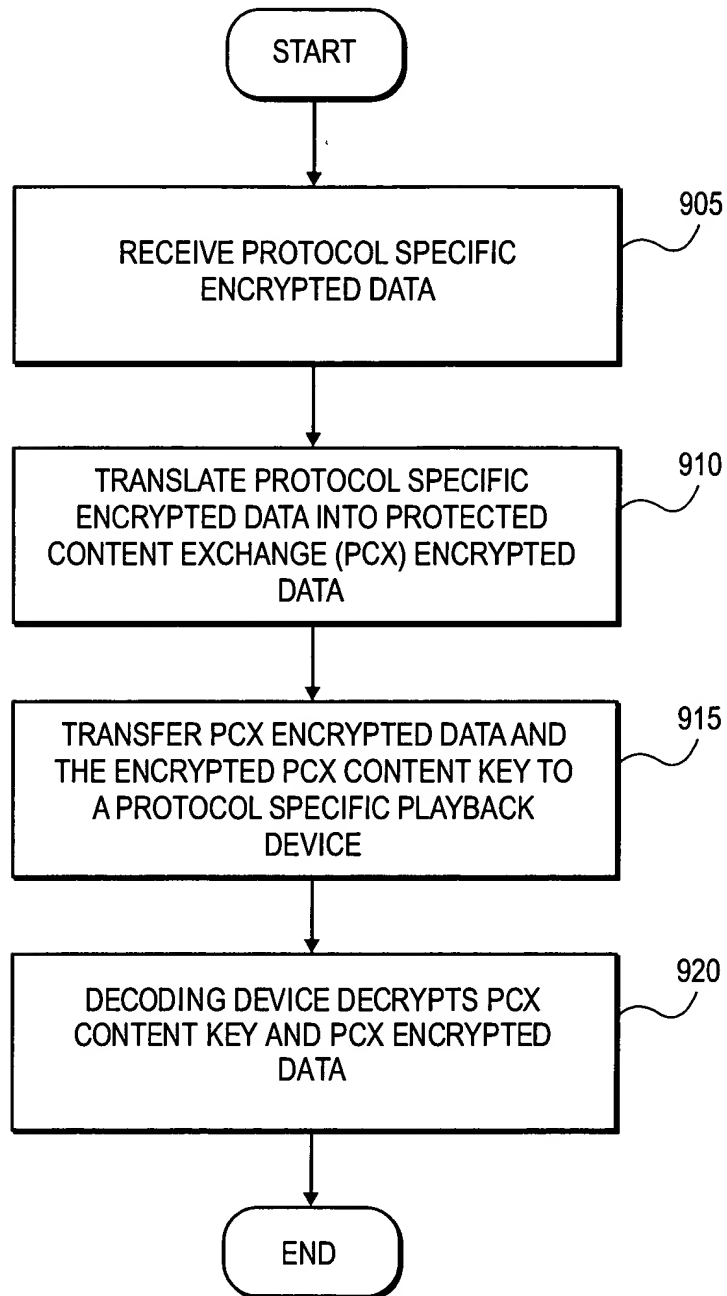 START
905
RECEIVE PROTOCOL SPECIFIC
ENCRYPTED DATA
910
TRANSLATE PROTOCOL SPECIFIC
ENCRYPTED DATA INTO PROTECTED
CONTENT EXCHANGE (PCX) ENCRYPTED
DATA
915
TRANSFER PCX ENCRYPTED DATA AND
THE ENCRYPTED PCX CONTENT KEY TO
A PROTOCOL SPECIFIC PLAYBACK
DEVICE
920
DECODING DEVICE DECRYPTS PCX
CONTENT KEY AND PCX ENCRYPTED
DATA
END